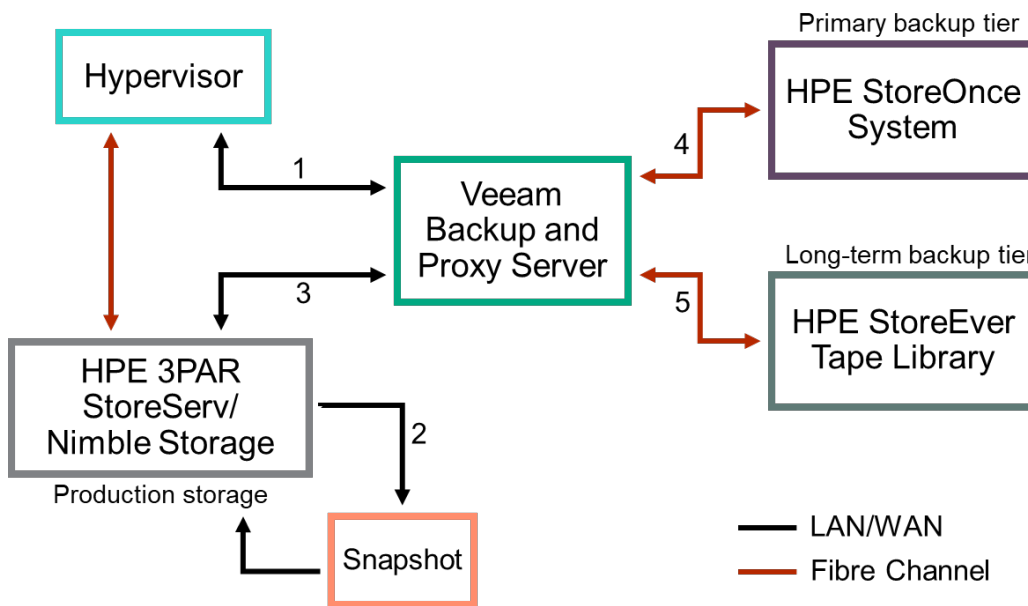 Primary backup tier
Hypervisor
HPE StoreOnce
System
1
4
Veeam
Backup and
Proxy Server
Long-term backup tier
3
5
HPE StoreEver
Tape Library
HPE 3PAR
StoreServ/
Nimble Storage
2
Production storage
Snapshot
LAN/WAN
Fibre Channel